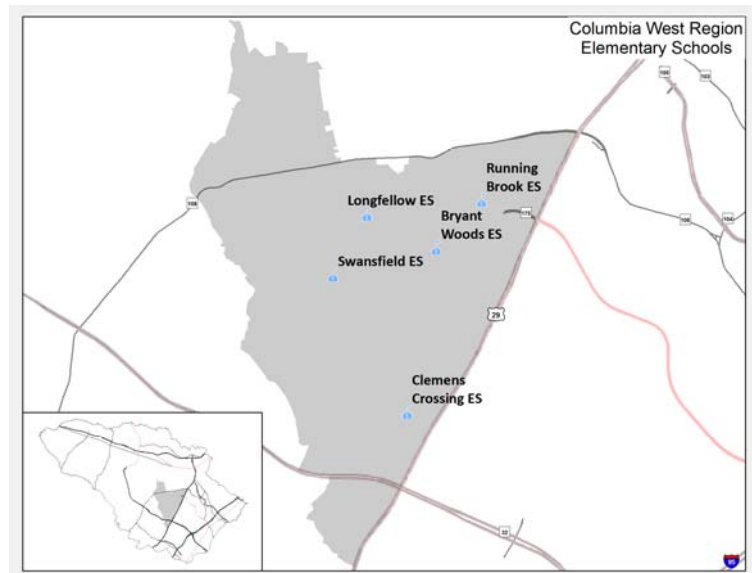 Columbia West Region
Elementary Schools
100
103
Running
Brook ES
108
Longfellow ES
Bryant
Woods ES
175
108
104
Swansfield ES
29
Clemens
Crossing ES
32
95